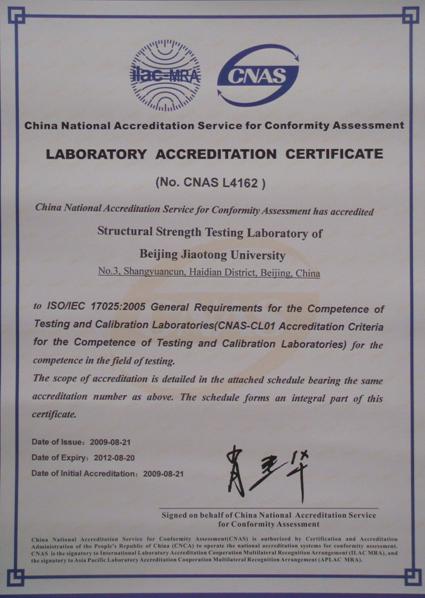 ilac-MRA
CNAS
China National Accreditation Service for Conformity Assessment
LABORATORY ACCREDITATION CERTIFICATE
(No. CNAS L4162 )
China National Accreditation Service for Conformity Assessment has accredited
Structural Strength Testing Laboratory of
Beijing Jiaotong University
No.3, Shangyuancun, Haidian District, Beijing, China
to ISO/IEC 17025:2005 General Requirements for the Competence of
Testing and Calibration Laboratories(CNAS-CL01 Accreditation Criteria
for the Competence of Testing and Calibration Laboratories) for the
competence in the field of testing.
The scope of accreditation is detailed in the attached schedule bearing the same
accreditation number as above. The schedule forms an integral part of this
certificate.
Date of Issue: 2009-08-21
Date of Expiry: 2012-08-20
Date of Initial Accreditation: 2009-08-21
Signed on behalf of China National Accreditation Service
for Conformity Assessment
China National Accreditation Service for Conformity Assessment(CNAS) is authorized by Certification and Accreditation
Administration of the People's Republic of China (CNCA) to operate the national accreditation systems for conformity assessment.
CNAS is the signatory to International Laboratory Accreditation Cooperation Multilateral Recognition Arrangement (ILAC MRA), and
the signatory to Asia Pacific Laboratory Accreditation Cooperation Multilateral Recognition Arrangement (APLAC MRA).